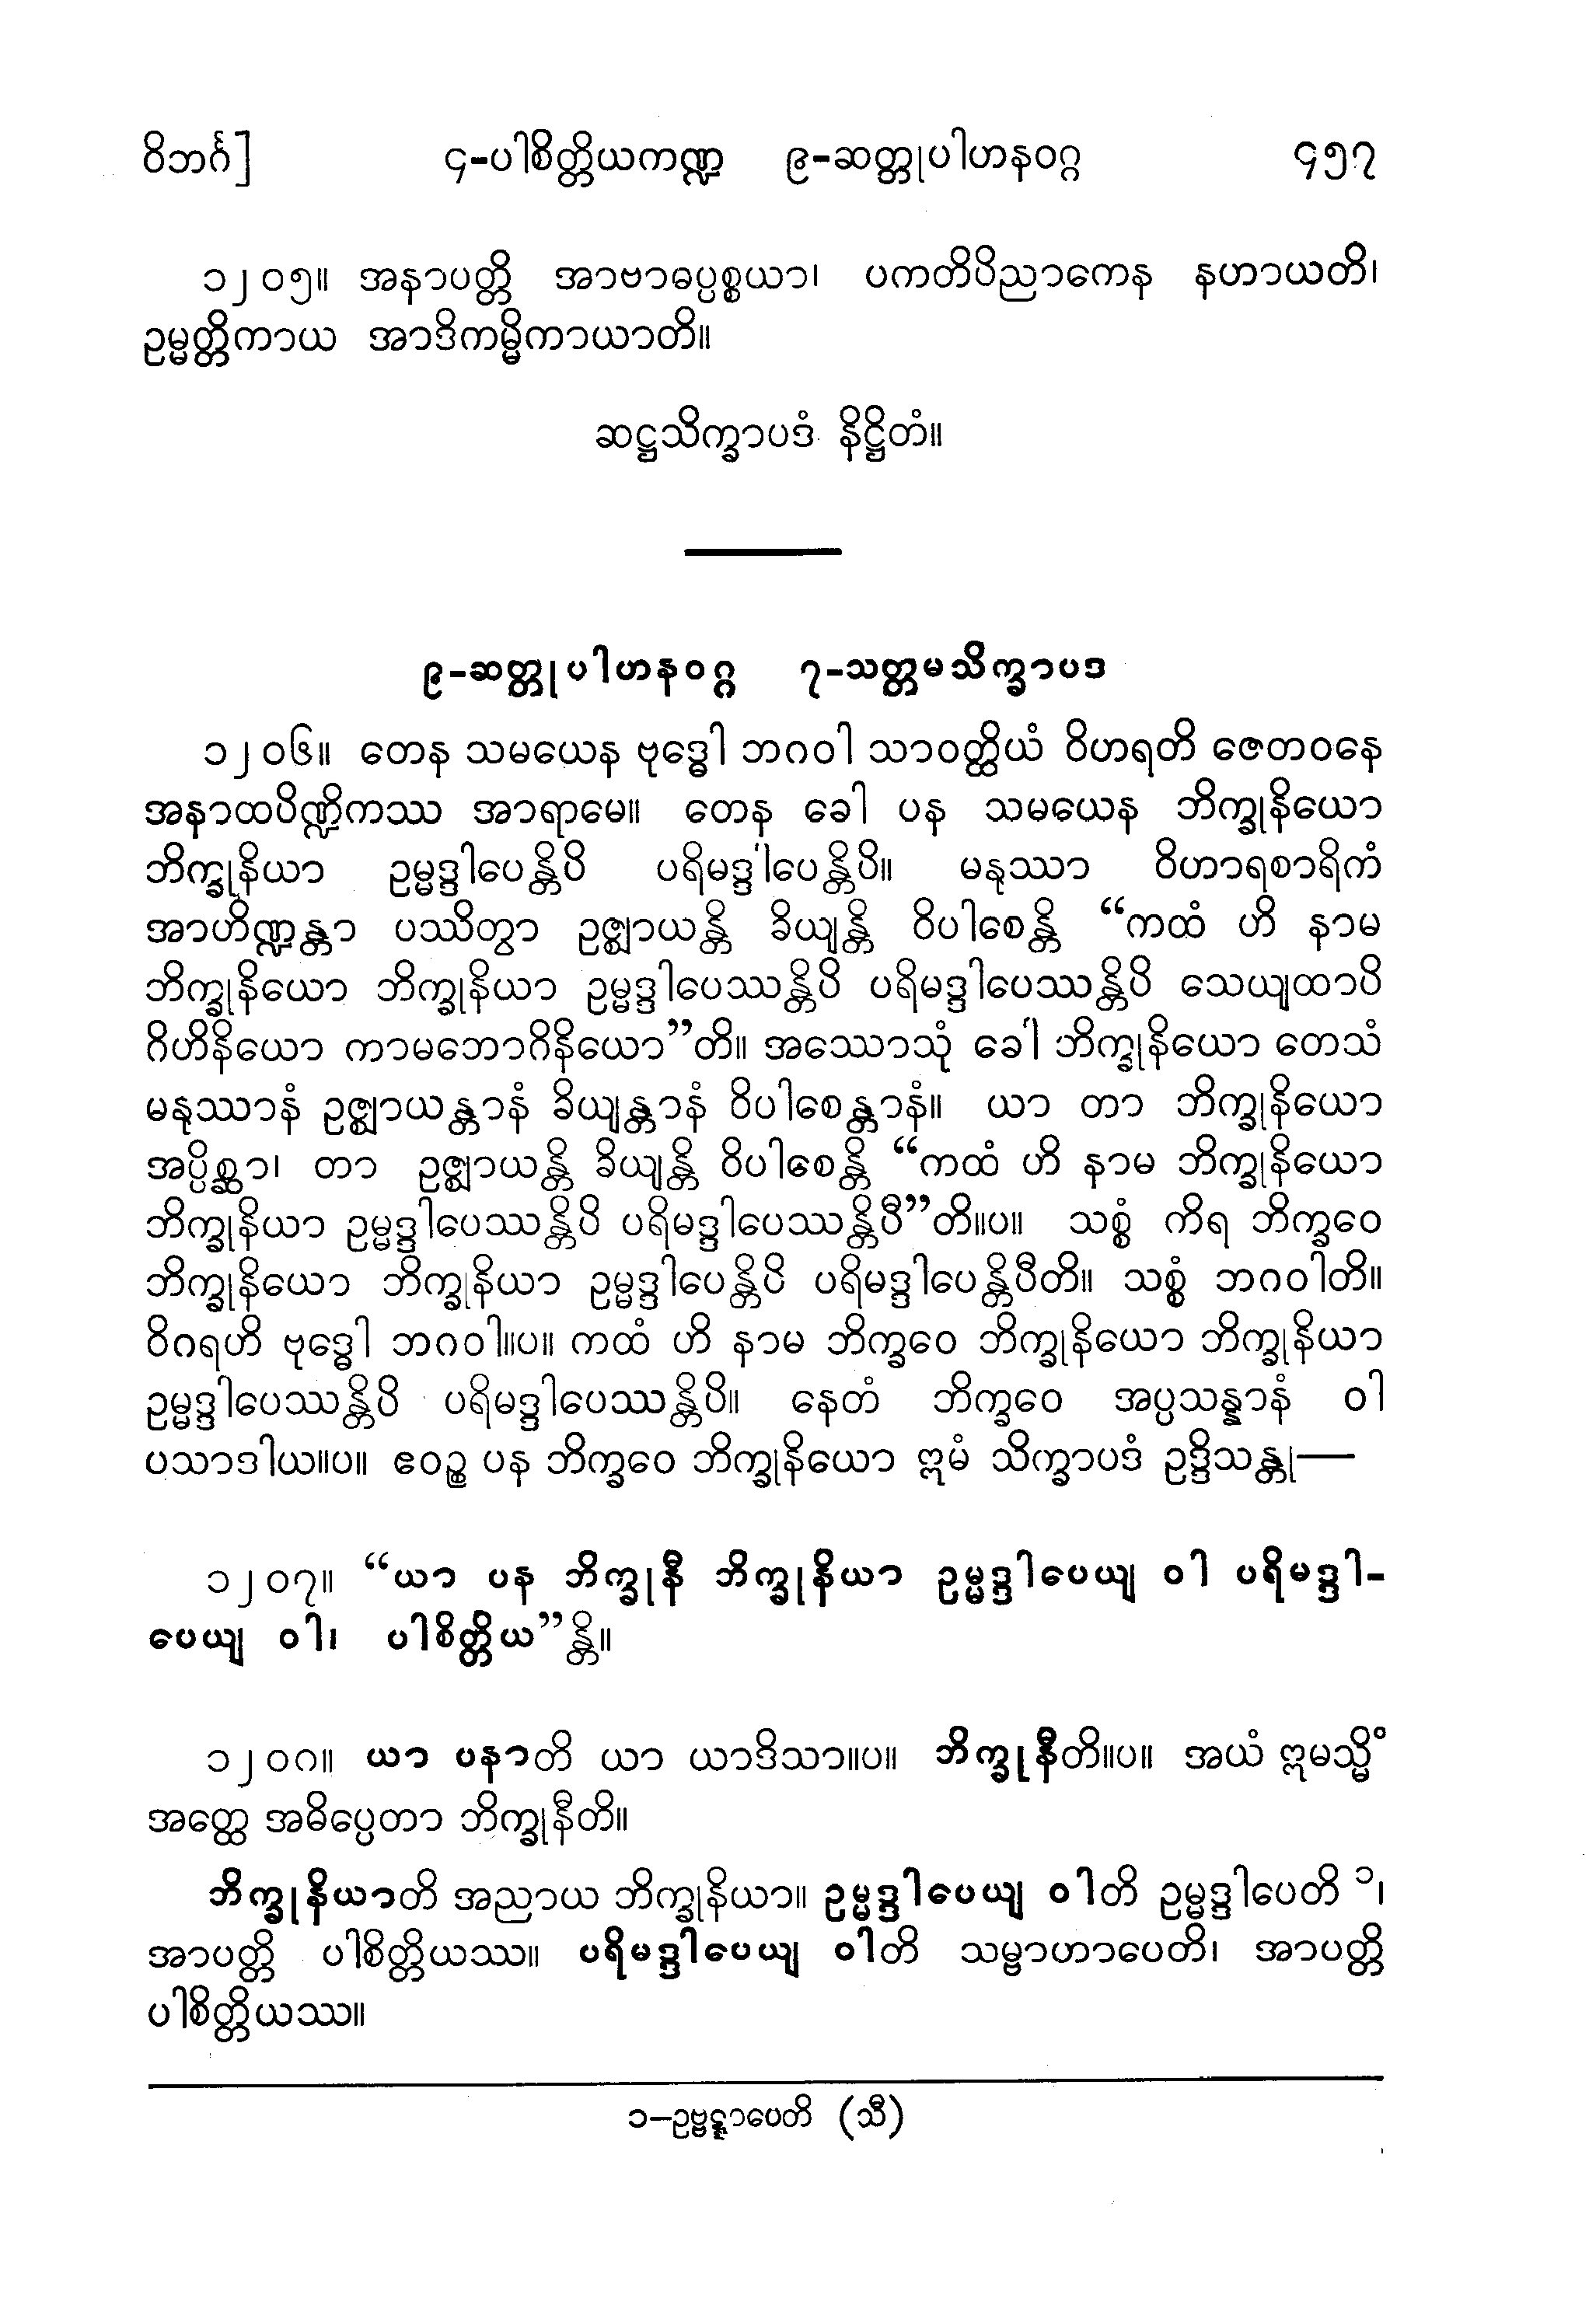 ဝိဘင်္ဂ]	၄-ပါစိတ္တိယကဏ္ဍ ၉-ဆတ္တုပါဟနဝဂ္ဂ	၄၅၇
၁၂၀၅။ အနာပတ္တိ အာဗာဓပ္ပစ္စယာ၊ ပကတိပိညာကေန နဟာယတိ၊
ဥမ္မတ္တိကာယ အာဒိကမ္မိကာယာတိ။
ဆဋ္ဌသိက္ခာပဒံ နိဋ္ဌိတံ။
၉-ဆတ္တုပါဟနဝဂ္ဂ ၇-သတ္တမသိက္ခာပဒ
၁၂၀၆။ တေန သမယေန ဗုဒ္ဓေါ ဘဂဝါ သာဝတ္ထိယံ ဝိဟရတိ ဇေတဝနေ
အနာထပိဏ္ဍိကဿ အာရာမေ။ တေန ခေါ ပန သမယေန ဘိက္ခုနိယော
ဘိက္ခုနိယာ ဥမ္မဒ္ဒါပေန္တိပိ ပရိမဒ္ဒါပေန္တိပိ။ မနုဿာ ဝိဟာရစာရိကံ
အာဟိဏ္ဍန္တာ ပဿိတွာ ဥဇ္ဈာယန္တိ ခိယျန္တိ ဝိပါစေန္တိ “ကထံ ဟိ နာမ
ဘိက္ခုနိယော ဘိက္ခုနိယာ ဥမ္မဒ္ဒါပေဿန္တိပိ ပရိမဒ္ဒါပေဿန္တိပိ သေယျထာပိ
ဂိဟိနိယော ကာမဘောဂိနိယော”တိ။ အဿောသုံ ခေါ ဘိက္ခုနိယော တေသံ
မနုဿာနံ ဥဇ္ဈာယန္တာနံ ခိယျန္တာနံ ဝိပါစေန္တာနံ။ ယာ တာ ဘိက္ခုနိယော
အပ္ပိစ္ဆာ၊ တာ ဥဇ္ဈာယန္တိ ခိယျန္တိ ဝိပါစေန္တိ “ကထံ ဟိ နာမ ဘိက္ခုနိယော
ဘိက္ခုနိယာ ဥမ္မဒ္ဒါပေဿန္တိပိ ပရိမဒ္ဒါပေဿန္တိပီ”တိ။ပ။ သစ္စံ ကိရ ဘိက္ခဝေ
ဘိက္ခုနိယော ဘိက္ခုနိယာ ဥမ္မဒ္ဒါပေန္တိပိ ပရိမဒ္ဒါပေန္တိပီတိ။ သစ္စံ ဘဂဝါတိ။
ဝိဂရဟိ ဗုဒ္ဓေါ ဘဂဝါ။ပ။ ကထံ ဟိ နာမ ဘိက္ခဝေ ဘိက္ခုနိယော ဘိက္ခုနိယာ
ဥမ္မဒ္ဒါပေဿန္တိပိ ပရိမဒ္ဒါပေဿန္တိပိ။ နေတံ ဘိက္ခဝေ အပ္ပသန္နာနံ ဝါ
ပသာဒါယ။ပ။ ဧဝဉ္စ ပန ဘိက္ခဝေ ဘိက္ခုနိယော ဣမံ သိက္ခာပဒံ ဥဒ္ဒိသန္တု—
၁၂၀၇။ “ယာ ပန ဘိက္ခုနီ ဘိက္ခုနိယာ ဥမ္မဒ္ဒါပေယျ ဝါ ပရိမဒ္ဒါ-
ပေယျ ဝါ၊ ပါစိတ္တိယ”န္တိ။
၁၂၀၈။ ယာ ပနာတိ ယာ ယာဒိသာ။ပ။ ဘိက္ခုနီတိ။ပ။ အယံ ဣမသ္မိံ
အတ္ထေ အဓိပ္ပေတာ ဘိက္ခုနီတိ။
ဘိက္ခုနိယာတိ အညာယ ဘိက္ခုနိယာ။ ဥမ္မဒ္ဒါပေယျ ဝါတိ ဥမ္မဒ္ဒါပေတိ ၁၊
အာပတ္တိ ပါစိတ္တိယဿ။ ပရိမဒ္ဒါပေယျ ဝါတိ သမ္ဗာဟာပေတိ၊ အာပတ္တိ
ပါစိတ္တိယဿ။
၁—ဥဗ္ဗဋ္ဋာပေတိ (သီ)